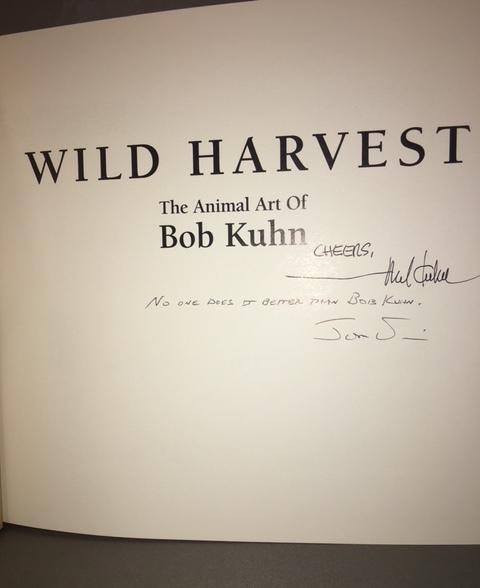 WILD HARVEST
The Animal Art Of
Bob Kuhn
CHEERS,
NO ONE DOES IT BETTER THAN BOB KUHN.